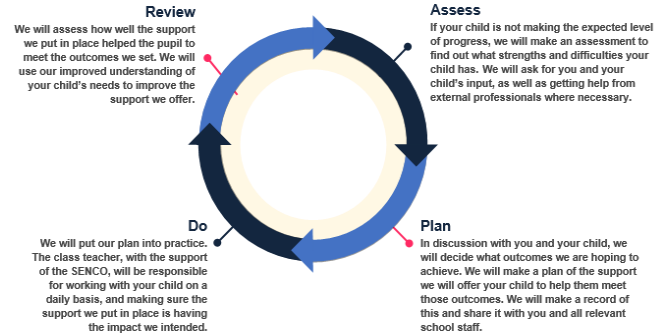 Review
We will assess how well the support
we put in place helped the pupil to
meet the outcomes we set. We will
use our improved understanding of
your child's needs to improve the
support we offer.
Assess
If your child is not making the expected level
of progress, we will make an assessment to
find out what strengths and difficulties your
child has. We will ask for you and your
child's input, as well as getting help from
external professionals where necessary.
Do
We will put our plan into practice.
The class teacher, with the support
of the SENCO, will be responsible
for working with your child on a
daily basis, and making sure the
support we put in place is having
the impact we intended.
Plan
In discussion with you and your child, we
will decide what outcomes we are hoping to
achieve. We will make a plan of the support
we will offer your child to help them meet
those outcomes. We will make a record of
this and share it with you and all relevant
school staff.